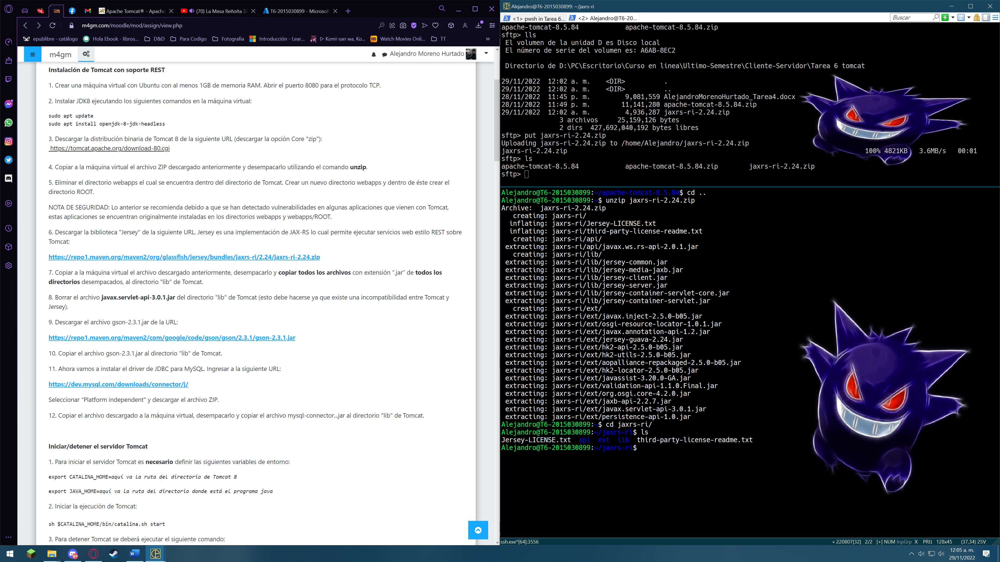 Apache Tomcat® - Apache
(70) La Mesa Reñoña 32
T6-2015030899 - Microsoft
m4gm.com/moodle/mod/assign/view.php
epublibre - catálogo
Hola Ebook - libros...
D&D
Para Codigo
Fotografia
Introducción - Lear...
▷ Komi-san wa, Ko...
Watch Movies Onli...
TT
»
m4gm
Alejandro Moreno Hurtado
Instalación de Tomcat con soporte REST
1. Crear una máquina virtual con Ubuntu con al menos 1GB de memoria RAM. Abrir el puerto 8080 para el protocolo TCP.
2. Instalar JDK8 ejecutando los siguientes comandos en la máquina virtual:
sudo apt update
sudo apt install openjdk-8-jdk-headless
3. Descargar la distribución binaria de Tomcat 8 de la siguiente URL (descargar la opción Core "zip"):
https://tomcat.apache.org/download-80.cgi
4. Copiar a la máquina virtual el archivo ZIP descargado anteriormente y desempacarlo utilizando el comando unzip.
5. Eliminar el directorio webapps el cual se encuentra dentro del directorio de Tomcat. Crear un nuevo directorio webapps y dentro de éste crear el
directorio ROOT.
NOTA DE SEGURIDAD: Lo anterior se recomienda debido a que se han detectado vulnerabilidades en algunas aplicaciones que vienen con Tomcat,
estas aplicaciones se encuentran originalmente instaladas en los directorios webapps y webapps/ROOT.
6. Descargar la biblioteca "Jersey" de la siguiente URL. Jersey es una implementación de JAX-RS lo cual permite ejecutar servicios web estilo REST sobre
Tomcat:
https://repo1.maven.org/maven2/org/glassfish/jersey/bundles/jaxrs-ri/2.24/jaxrs-ri-2.24.zip
7. Copiar a la máquina virtual el archivo descargado anteriormente, desempacarlo y copiar todos los archivos con extensión “.jar” de todos los
directorios desempacados, al directorio "lib" de Tomcat.
8. Borrar el archivo javax.servlet-api-3.0.1.jar del directorio "lib" de Tomcat (esto debe hacerse ya que existe una incompatibilidad entre Tomcat y
Jersey).
9. Descargar el archivo gson-2.3.1.jar de la URL:
https://repo1.maven.org/maven2/com/google/code/gson/gson/2.3.1/gson-2.3.1.jar
10. Copiar el archivo gson-2.3.1.jar al directorio "lib" de Tomcat.
11. Ahora vamos a instalar el driver de JDBC para MySQL. Ingresar a la siguiente URL:
https://dev.mysql.com/downloads/connector/j/
Seleccionar “Platform independent" y descargar el archivo ZIP.
12. Copiar el archivo descargado a la máquina virtual, desempacarlo y copiar el archivo mysql-connector...jar al directorio "lib" de Tomcat.
Iniciar/detener el servidor Tomcat
1. Para iniciar el servidor Tomcat es necesario definir las siguientes variables de entorno:
export CATALINA_HOME=aquí va la ruta del directorio de Tomcat 8
export JAVA_HOME=aquí va la ruta del directorio donde está el programa java
2. Iniciar la ejecución de Tomcat:
sh $CATALINA_HOME/bin/catalina.sh start
3. Para detener Tomcat se deberá ejecutar el siguiente comando:
Alejandro@T6-2015030899: ~/jaxrs-ri
<1> pwsh in Tarea 6...
<2> Alejandro@T6-20...
Buscar
apache-tomcat-8.5.84 apache-tomcat-8.5.84.zip
sftp> lls
El volumen de la unidad D es Disco local
El número de serie del volumen es: A6AB-8EC2
Directorio de D:\PC\Escritorio\Curso en linea\Ultimo-Semestre\Cliente-Servidor\Tarea 6 tomcat
29/11/2022 12:02 a. m. <DIR> .
29/11/2022 12:02 a. m. <DIR> ..
28/11/2022 11:45 p. m. 9,081,559 AlejandroMorenoHurtado_Tarea4.docx
28/11/2022 11:49 p. m. 11,141,280 apache-tomcat-8.5.84.zip
29/11/2022 12:02 a. m. 4,936,287 jaxrs-ri-2.24.zip
3 archivos 25,159,126 bytes
2 dirs 427,692,040,192 bytes libres
sftp> put jaxrs-ri-2.24.zip
Uploading jaxrs-ri-2.24.zip to /home/Alejandro/jaxrs-ri-2.24.zip
jaxrs-ri-2.24.zip 100% 4821KB 3.6MB/s 00:01
sftp> ls
apache-tomcat-8.5.84 apache-tomcat-8.5.84.zip jaxrs-ri-2.24.zip
sftp>
Alejandro@T6-2015030899:~/apache-tomcat-8.5.84$ cd ..
Alejandro@T6-2015030899:~$ unzip jaxrs-ri-2.24.zip
Archive: jaxrs-ri-2.24.zip
creating: jaxrs-ri/
inflating: jaxrs-ri/Jersey-LICENSE.txt
inflating: jaxrs-ri/third-party-license-readme.txt
creating: jaxrs-ri/api/
extracting: jaxrs-ri/api/javax.ws.rs-api-2.0.1.jar
creating: jaxrs-ri/lib/
extracting: jaxrs-ri/lib/jersey-common.jar
extracting: jaxrs-ri/lib/jersey-media-jaxb.jar
extracting: jaxrs-ri/lib/jersey-client.jar
extracting: jaxrs-ri/lib/jersey-server.jar
extracting: jaxrs-ri/lib/jersey-container-servlet-core.jar
extracting: jaxrs-ri/lib/jersey-container-servlet.jar
creating: jaxrs-ri/ext/
extracting: jaxrs-ri/ext/javax.inject-2.5.0-b05.jar
extracting: jaxrs-ri/ext/osgi-resource-locator-1.0.1.jar
extracting: jaxrs-ri/ext/javax.annotation-api-1.2.jar
extracting: jaxrs-ri/ext/jersey-guava-2.24.jar
extracting: jaxrs-ri/ext/hk2-api-2.5.0-b05.jar
extracting: jaxrs-ri/ext/hk2-utils-2.5.0-b05.jar
extracting: jaxrs-ri/ext/aopalliance-repackaged-2.5.0-b05.jar
extracting: jaxrs-ri/ext/hk2-locator-2.5.0-b05.jar
extracting: jaxrs-ri/ext/javassist-3.20.0-GA.jar
extracting: jaxrs-ri/ext/validation-api-1.1.0.Final.jar
extracting: jaxrs-ri/ext/org.osgi.core-4.2.0.jar
extracting: jaxrs-ri/ext/jaxb-api-2.2.7.jar
extracting: jaxrs-ri/ext/javax.servlet-api-3.0.1.jar
extracting: jaxrs-ri/ext/persistence-api-1.0.jar
Alejandro@T6-2015030899:~$ cd jaxrs-ri/
Alejandro@T6-2015030899:~/jaxrs-ri$ ls
Jersey-LICENSE.txt api ext lib third-party-license-readme.txt
Alejandro@T6-2015030899:~/jaxrs-ri$
ssh.exe*[64]:3556
« 220807[32] 2/2 [+] NUM InpGrp X PRI↕ 128x45 (37,34) 25V
12:05 a. m.
29/11/2022